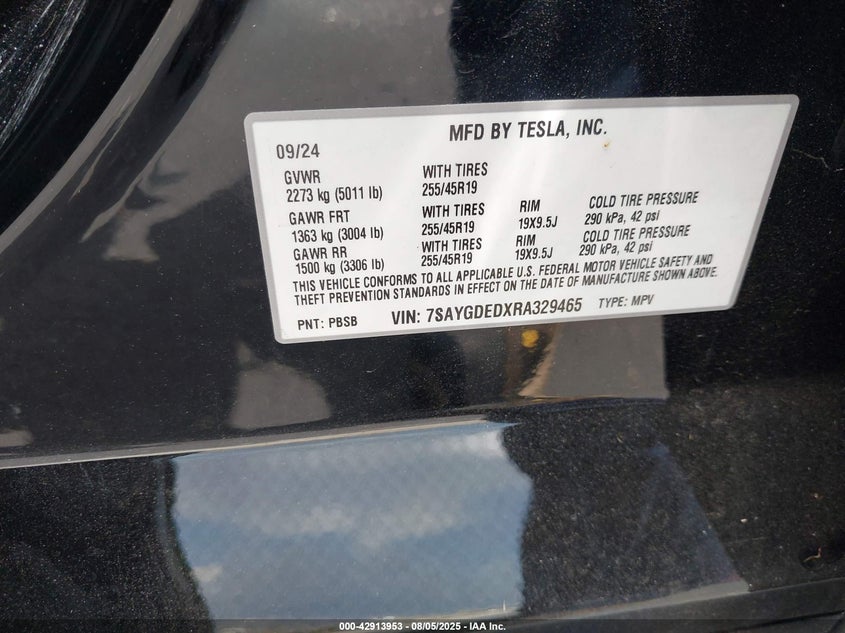 MFD BY TESLA, INC.
09/24
GVWR WITH TIRES
2273 kg (5011 lb) 255/45R19
GAWR FRT WITH TIRES RIM COLD TIRE PRESSURE
1363 kg (3004 lb) 255/45R19 19X9.5J 290 kPa, 42 psi
GAWR RR WITH TIRES RIM COLD TIRE PRESSURE
1500 kg (3306 lb) 255/45R19 19X9.5J 290 kPa, 42 psi
THIS VEHICLE CONFORMS TO ALL APPLICABLE U.S. FEDERAL MOTOR VEHICLE SAFETY AND
THEFT PREVENTION STANDARDS IN EFFECT ON THE DATE OF MANUFACTURE SHOWN ABOVE.
PNT: PBSB VIN: 7SAYGDEDXRA329465 TYPE: MPV
000-42913953 | 08/05/2025 - IAA Inc.